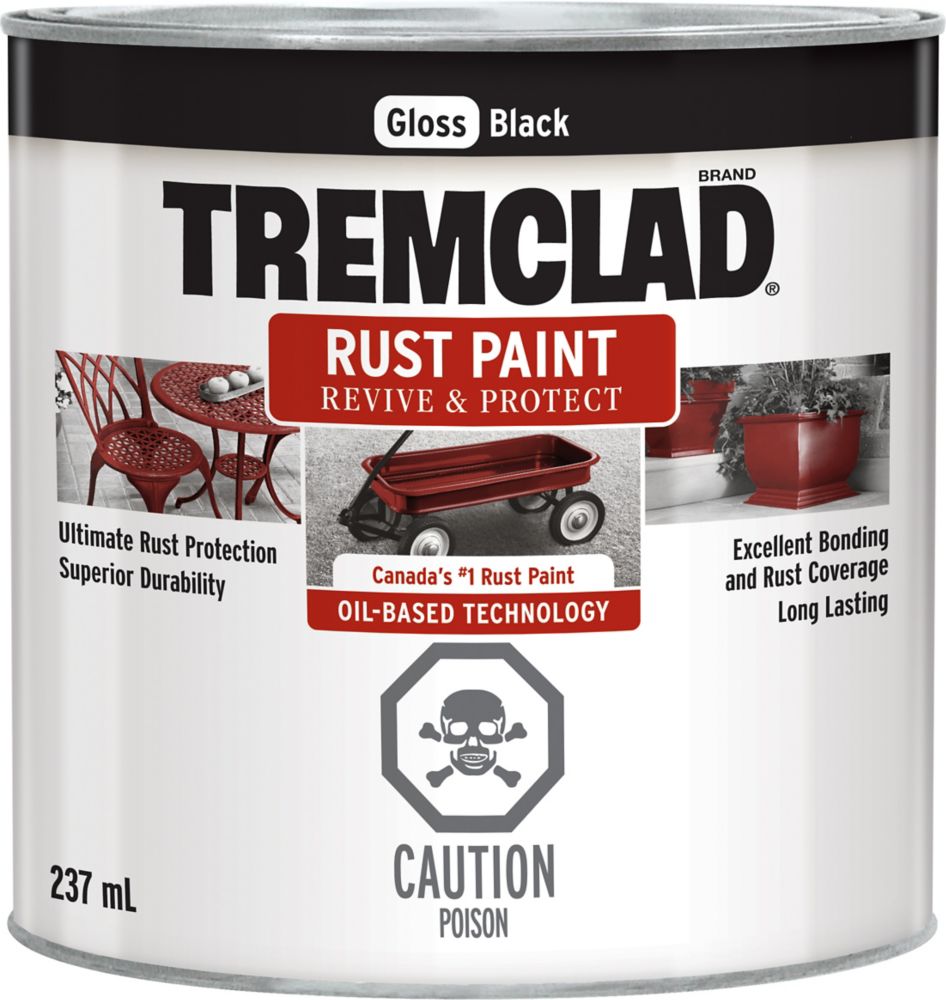 Gloss Black
BRAND
TREMCLAD®
RUST PAINT
REVIVE & PROTECT
Ultimate Rust Protection
Superior Durability
Canada's #1 Rust Paint
OIL-BASED TECHNOLOGY
Excellent Bonding
and Rust Coverage
Long Lasting
CAUTION
POISON
237 mL